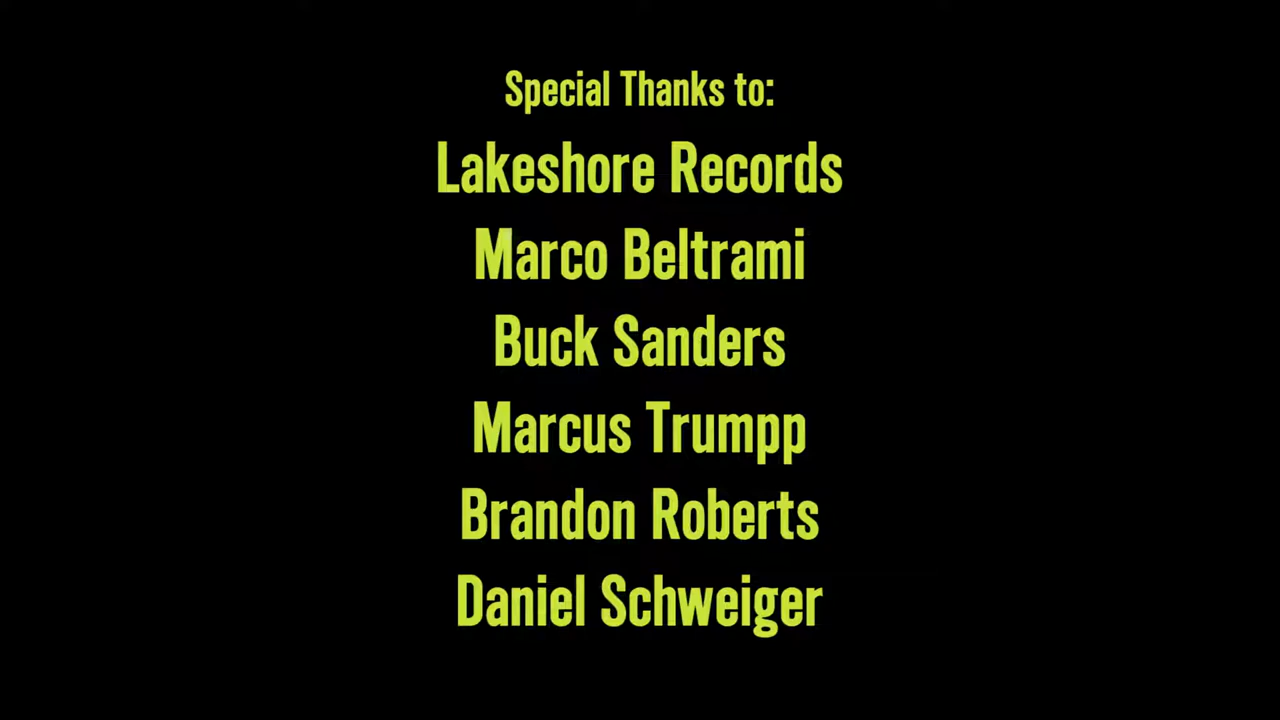 Special Thanks to:
Lakeshore Records
Marco Beltrami
Buck Sanders
Marcus Trumpp
Brandon Roberts
Daniel Schweiger